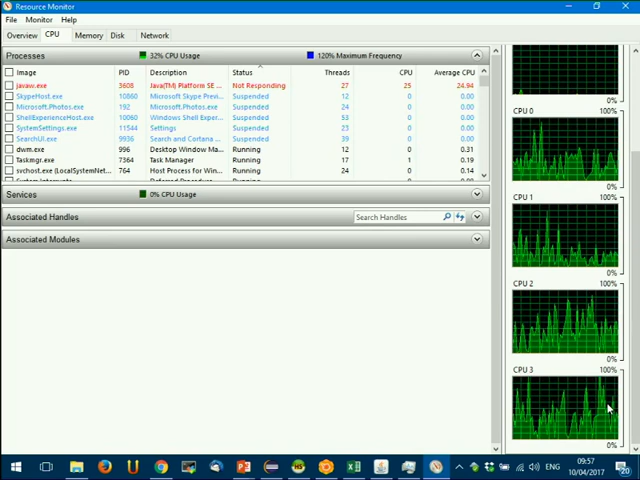 Resource Monitor
File Monitor Help
Overview CPU Memory Disk Network
Processes 32% CPU Usage 120% Maximum Frequency
Image PID Description Status Threads CPU Average CPU
javaw.exe 3608 Java(TM) Platform SE ... Not Responding 27 25 24.94
SkypeHost.exe 10860 Microsoft Skype Prev... Suspended 12 0 0.00
Microsoft.Photos.exe 192 Microsoft.Photos.exe Suspended 24 0 0.00
ShellExperienceHost.exe 10060 Windows Shell Experi... Suspended 53 0 0.00
SystemSettings.exe 11544 Settings Suspended 23 0 0.00
SearchUI.exe 9936 Search and Cortana ... Suspended 39 0 0.00
dwm.exe 996 Desktop Window ... Running 12 0 0.31
Taskmgr.exe 7364 Task Manager Running 17 1 0.19
svchost.exe (LocalSystemNet... 764 Host Process for Win... Running 24 0 0.14
Services 0% CPU Usage
Associated Handles Search Handles
Associated Modules
0%
CPU 0 100%
0%
CPU 1 100%
0%
CPU 2 100%
0%
CPU 3 100%
0%
ENG 09:57
10/04/2017 20